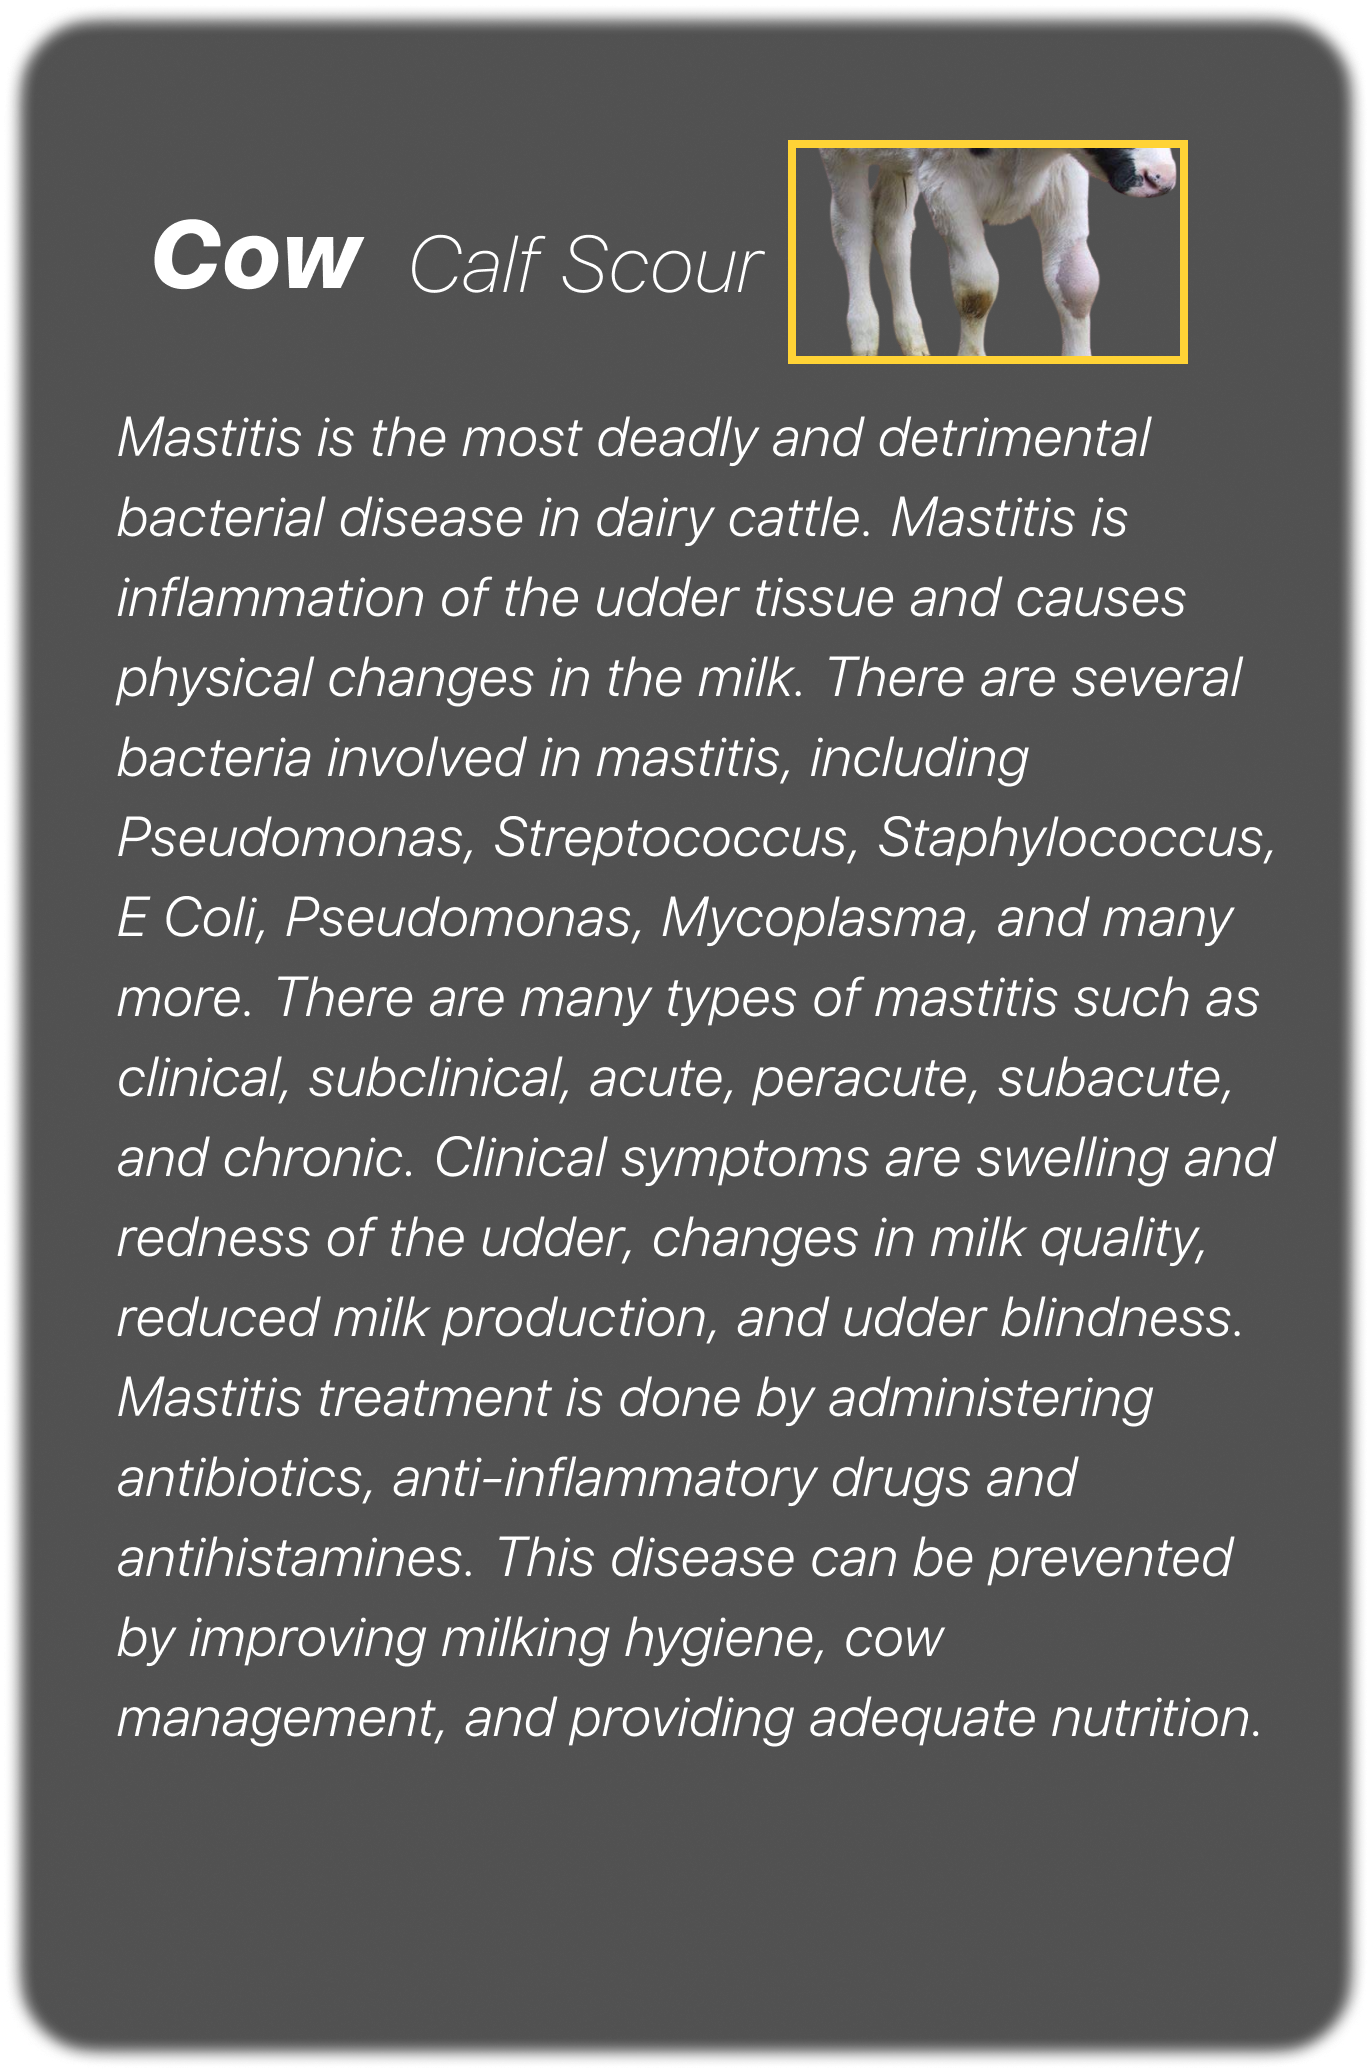 Cow Calf Scour
Mastitis is the most deadly and detrimental
bacterial disease in dairy cattle. Mastitis is
inflammation of the udder tissue and causes
physical changes in the milk. There are several
bacteria involved in mastitis, including
Pseudomonas, Streptococcus, Staphylococcus,
E Coli, Pseudomonas, Mycoplasma, and many
more. There are many types of mastitis such as
clinical, subclinical, acute, peracute, subacute,
and chronic. Clinical symptoms are swelling and
redness of the udder, changes in milk quality,
reduced milk production, and udder blindness.
Mastitis treatment is done by administering
antibiotics, anti-inflammatory drugs and
antihistamines. This disease can be prevented
by improving milking hygiene, cow
management, and providing adequate nutrition.